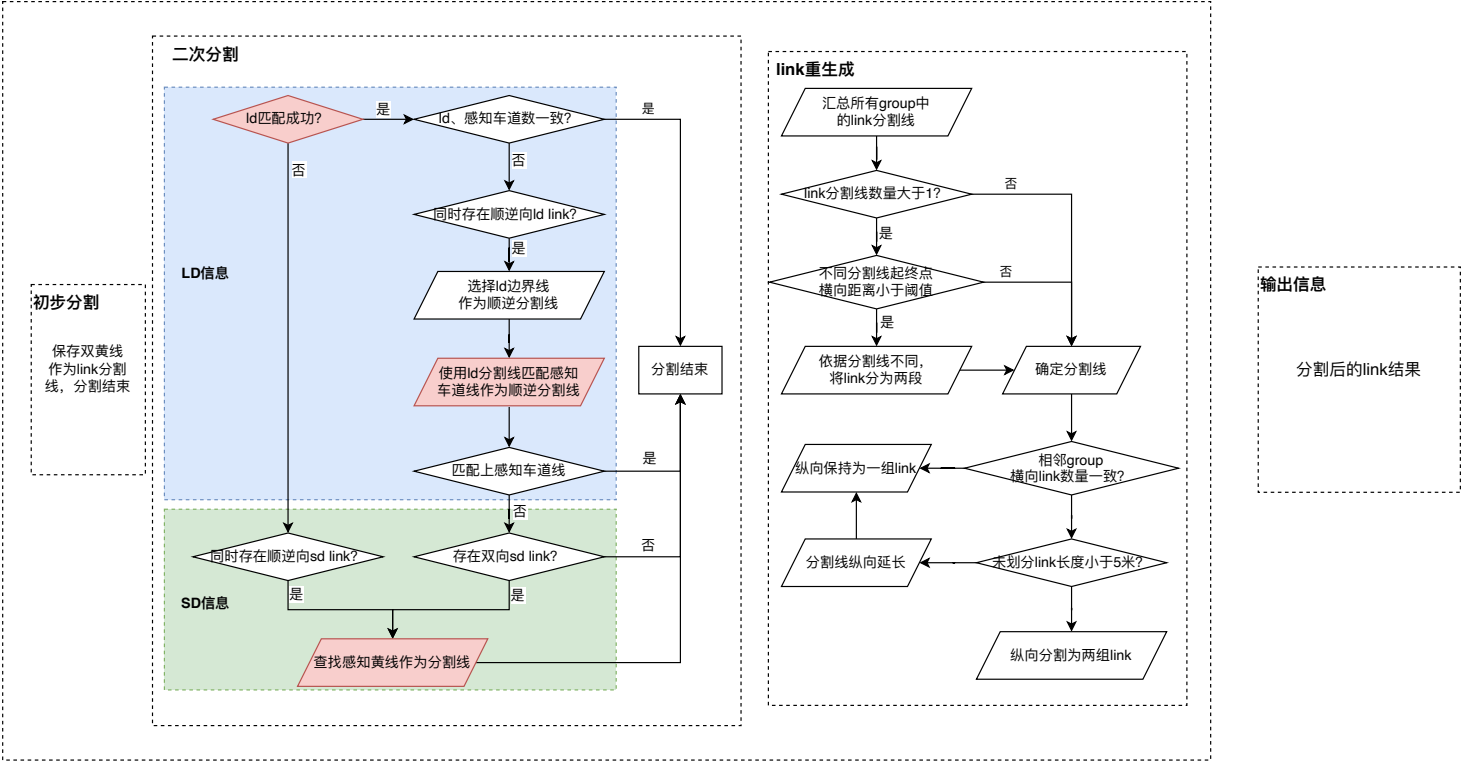 初步分割
保存双黄线
作为link分割
线，分割结束
二次分割
LD信息
ld匹配成功?
是
ld、感知车道数一致?
是
否
否
同时存在顺逆向ld link?
是
选择ld边界线
作为顺逆分割线
使用ld分割线匹配感知
车道线作为顺逆分割线
匹配上感知车道线
是
否
分割结束
SD信息
同时存在顺逆向sd link?
是
存在双向sd link?
否
是
查找感知黄线作为分割线
link重生成
汇总所有group中
的link分割线
link分割线数量大于1?
否
是
不同分割线起终点
横向距离小于阈值
否
是
依据分割线不同，
将link分为两段
确定分割线
相邻group
横向link数量一致?
纵向保持为一组link
未划分link长度小于5米?
分割线纵向延长
纵向分割为两组link
输出信息
分割后的link结果